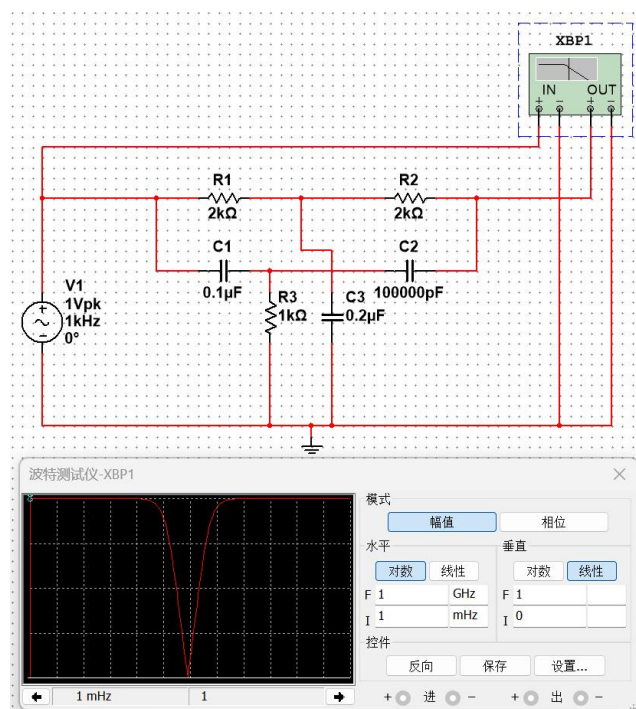 XBP1
IN OUT
+ − + −
R1
2kΩ
R2
2kΩ
C1
0.1µF
C2
100000pF
V1
1Vpk
1kHz
0°
R3
1kΩ
C3
0.2µF
波特测试仪-XBP1
模式
幅值 相位
水平 垂直
对数 线性 对数 线性
F 1 GHz F 1
I 1 mHz I 0
控件
反向 保存 设置...
1 mHz 1
+ 进 − + 出 −